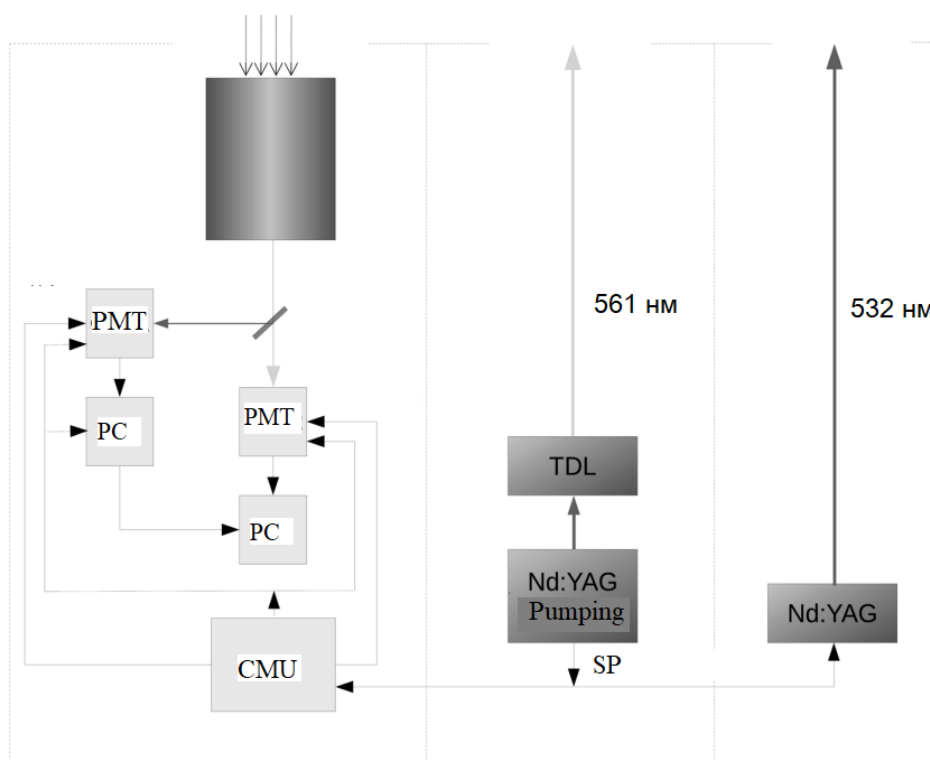 561 нм
532 нм
PMT
PMT
PC
TDL
PC
Nd:YAG
Pumping
Nd:YAG
CMU
SP